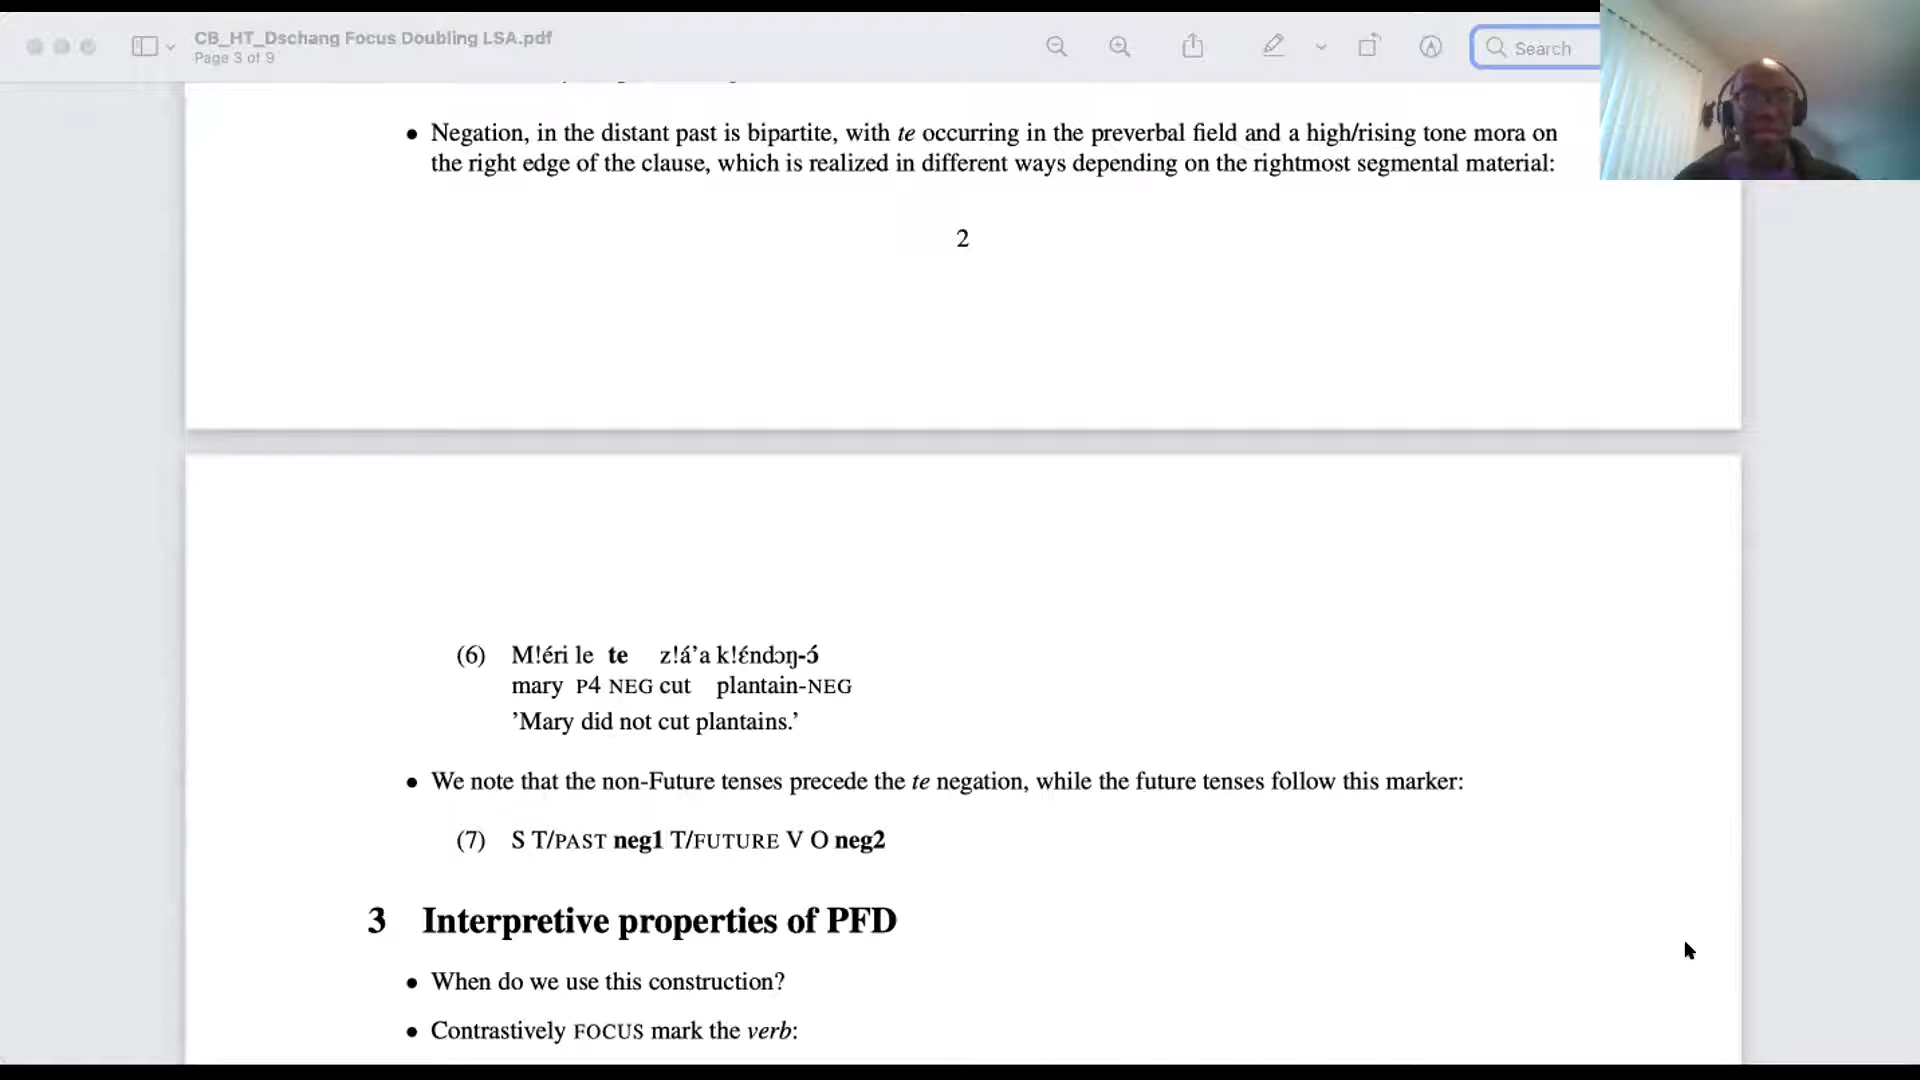 CB_HT_Dschang Focus Doubling LSA.pdf
Page 3 of 9
Search
• Negation, in the distant past is bipartite, with te occurring in the preverbal field and a high/rising tone mora on
the right edge of the clause, which is realized in different ways depending on the rightmost segmental material:
2
(6) M!éri le te z!á'a k!ɛ́ndɔŋ-ɔ́
mary P4 NEG cut plantain-NEG
'Mary did not cut plantains.'
• We note that the non-Future tenses precede the te negation, while the future tenses follow this marker:
(7) S T/PAST neg1 T/FUTURE V O neg2
3 Interpretive properties of PFD
• When do we use this construction?
• Contrastively FOCUS mark the verb: